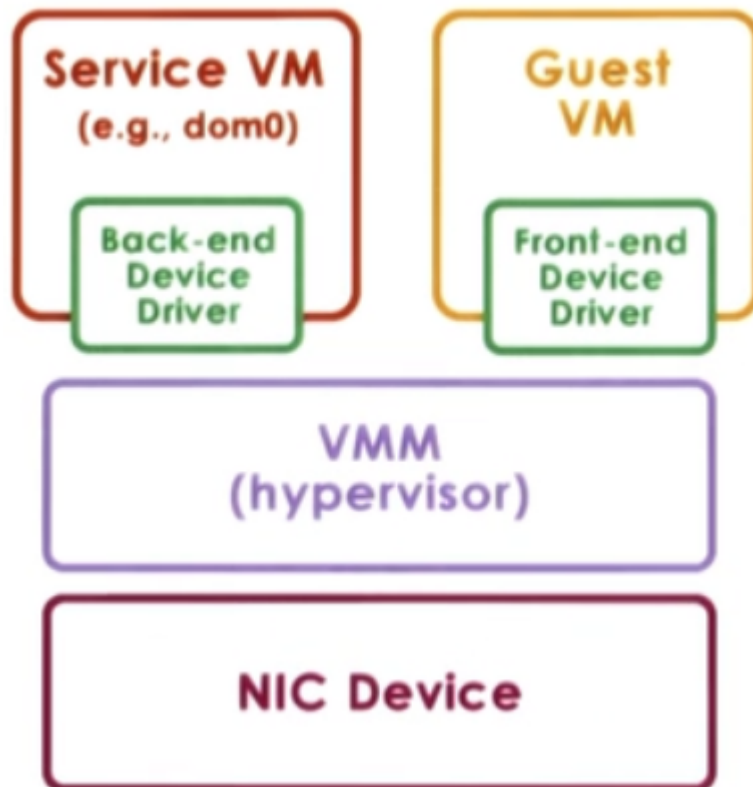 Service VM
(e.g., dom0)
Back-end
Device
Driver
Guest
VM
Front-end
Device
Driver
VMM
(hypervisor)
NIC Device